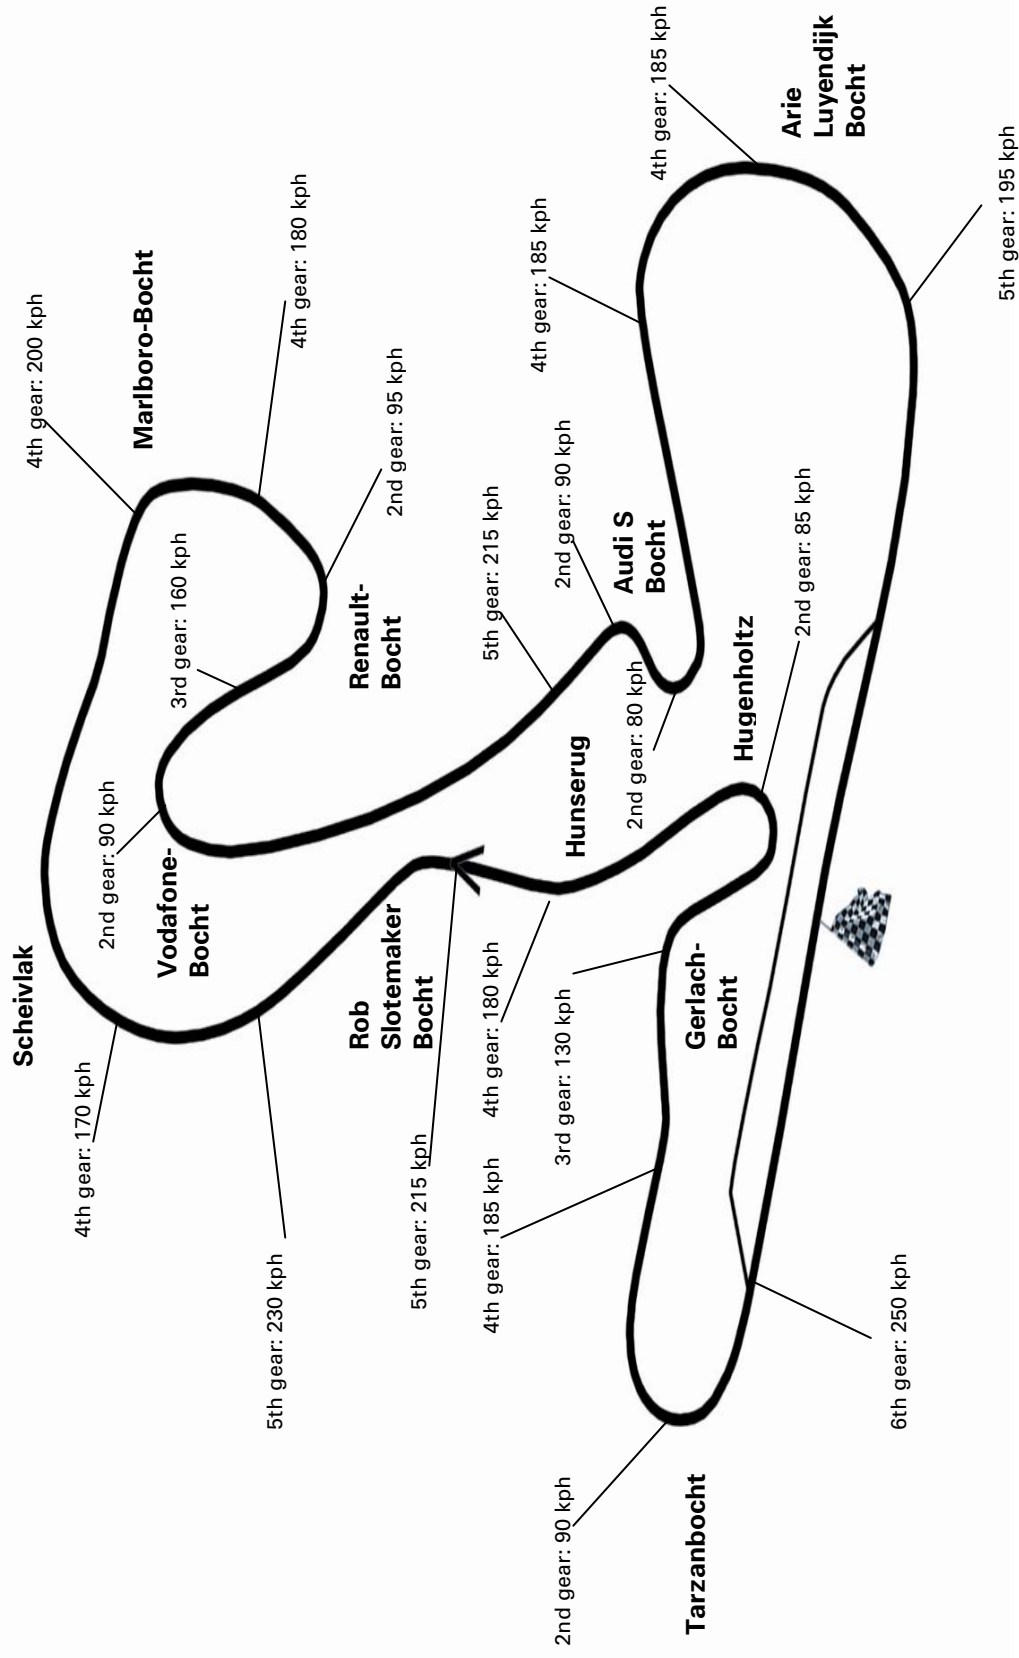 Scheivlak
4th gear: 170 kph
4th gear: 200 kph
Marlboro-Bocht
4th gear: 180 kph
2nd gear: 95 kph
Renault-
Bocht
3rd gear: 160 kph
2nd gear: 90 kph
Vodafone-
Bocht
5th gear: 230 kph
Rob
Slotemaker
Bocht
5th gear: 215 kph
4th gear: 180 kph
Hunserug
5th gear: 215 kph
2nd gear: 90 kph
Audi S
Bocht
2nd gear: 80 kph
4th gear: 185 kph
4th gear: 185 kph
Arie
Luyendijk
Bocht
5th gear: 195 kph
Hugenholtz
2nd gear: 85 kph
3rd gear: 130 kph
Gerlach-
Bocht
4th gear: 185 kph
2nd gear: 90 kph
Tarzanbocht
6th gear: 250 kph